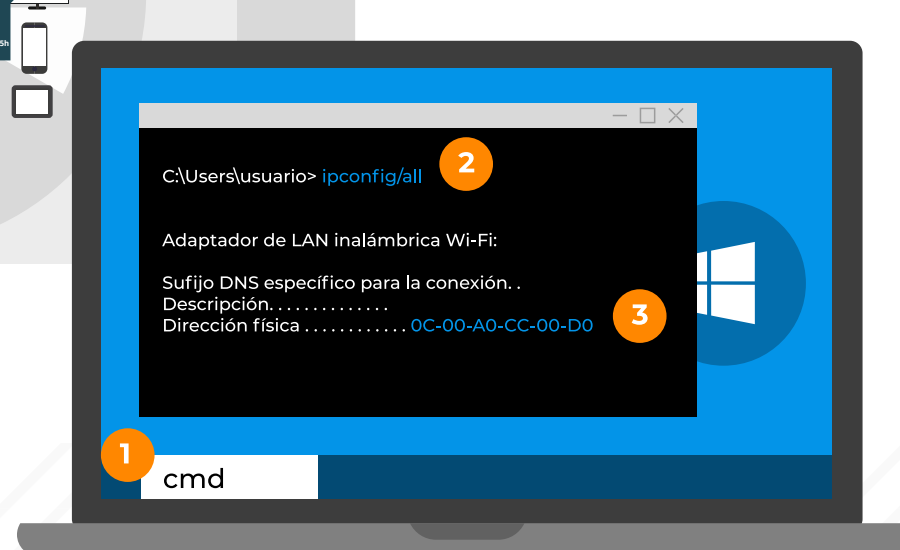 5h
2
C:\Users\usuario> ipconfig/all
Adaptador de LAN inalámbrica Wi-Fi:
Sufijo DNS específico para la conexión. .
Descripción. . . . . . . . . . . . . .
Dirección física . . . . . . . . . . . . 0C-00-A0-CC-00-D0
3
1
cmd